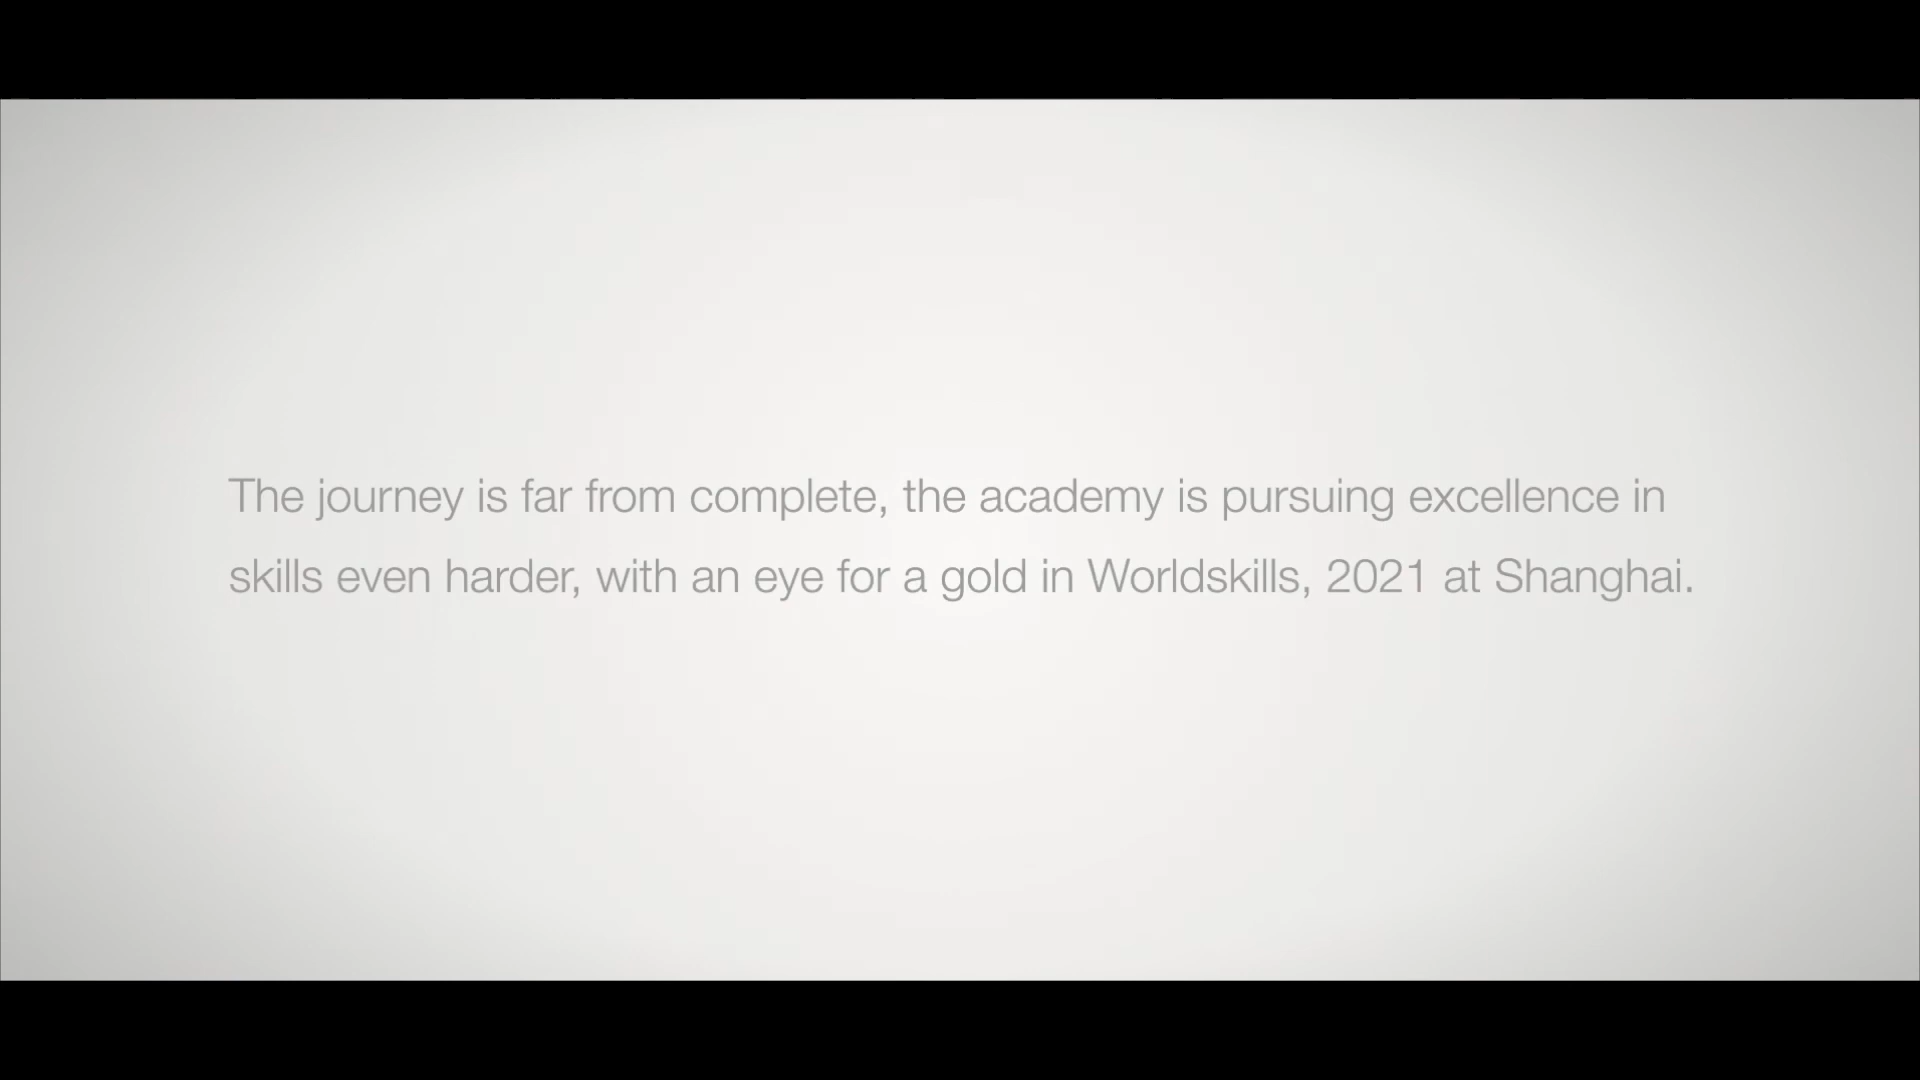 The journey is far from complete, the academy is pursuing excellence in
skills even harder, with an eye for a gold in Worldskills, 2021 at Shanghai.